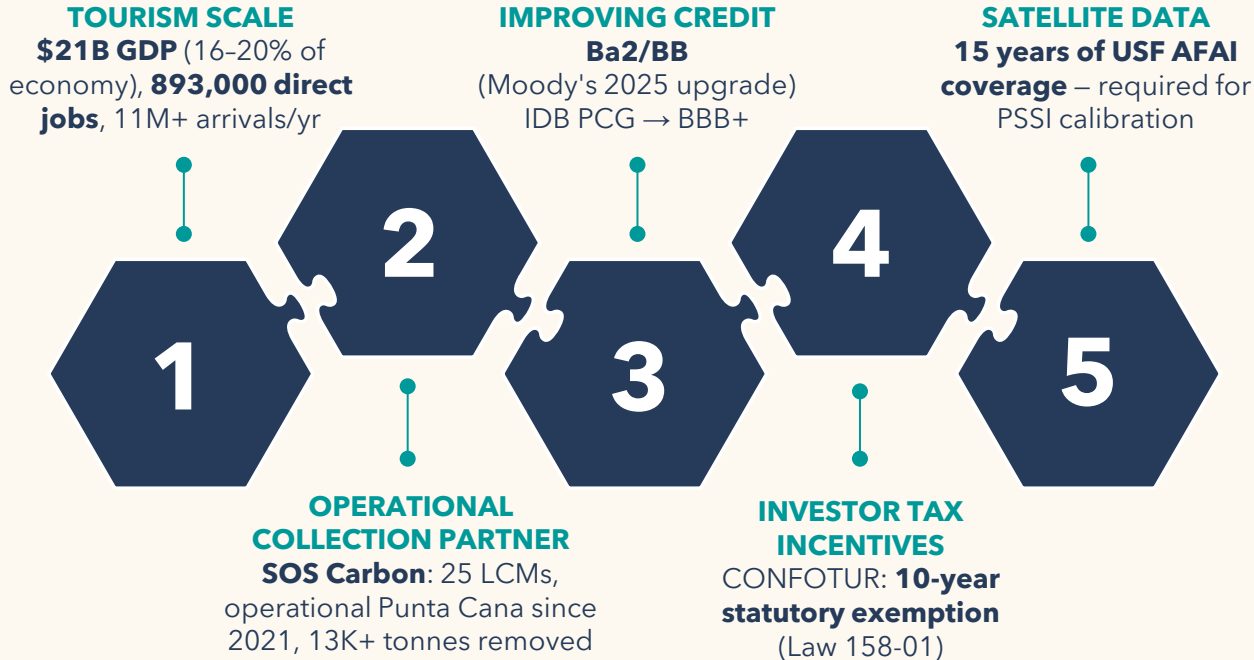 TOURISM SCALE
$21B GDP (16–20% of
economy), 893,000 direct
jobs, 11M+ arrivals/yr
IMPROVING CREDIT
Ba2/BB
(Moody's 2025 upgrade)
IDB PCG → BBB+
SATELLITE DATA
15 years of USF AFAI
coverage – required for
PSSI calibration
1
2
3
4
5
OPERATIONAL
COLLECTION PARTNER
SOS Carbon: 25 LCMs,
operational Punta Cana since
2021, 13K+ tonnes removed
INVESTOR TAX
INCENTIVES
CONFOTUR: 10-year
statutory exemption
(Law 158-01)